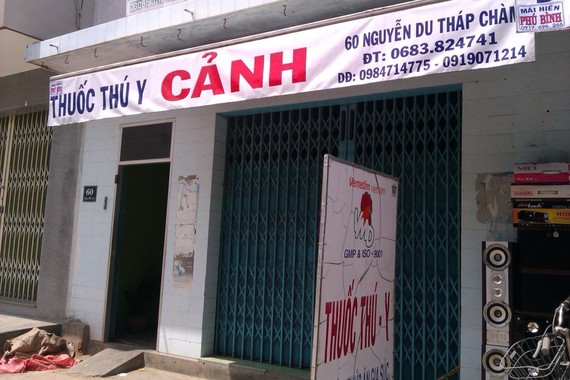 THUỐC THÚ Y CẢNH
60 NGUYỄN DU THÁP CHÀM
ĐT: 0683.824741
DĐ: 0984714775 - 0919071214
MÁI HIÊN
PHÚ BÌNH
60
Vemedim
GMP & ISO - 9001
THUỐC THÚ - Y